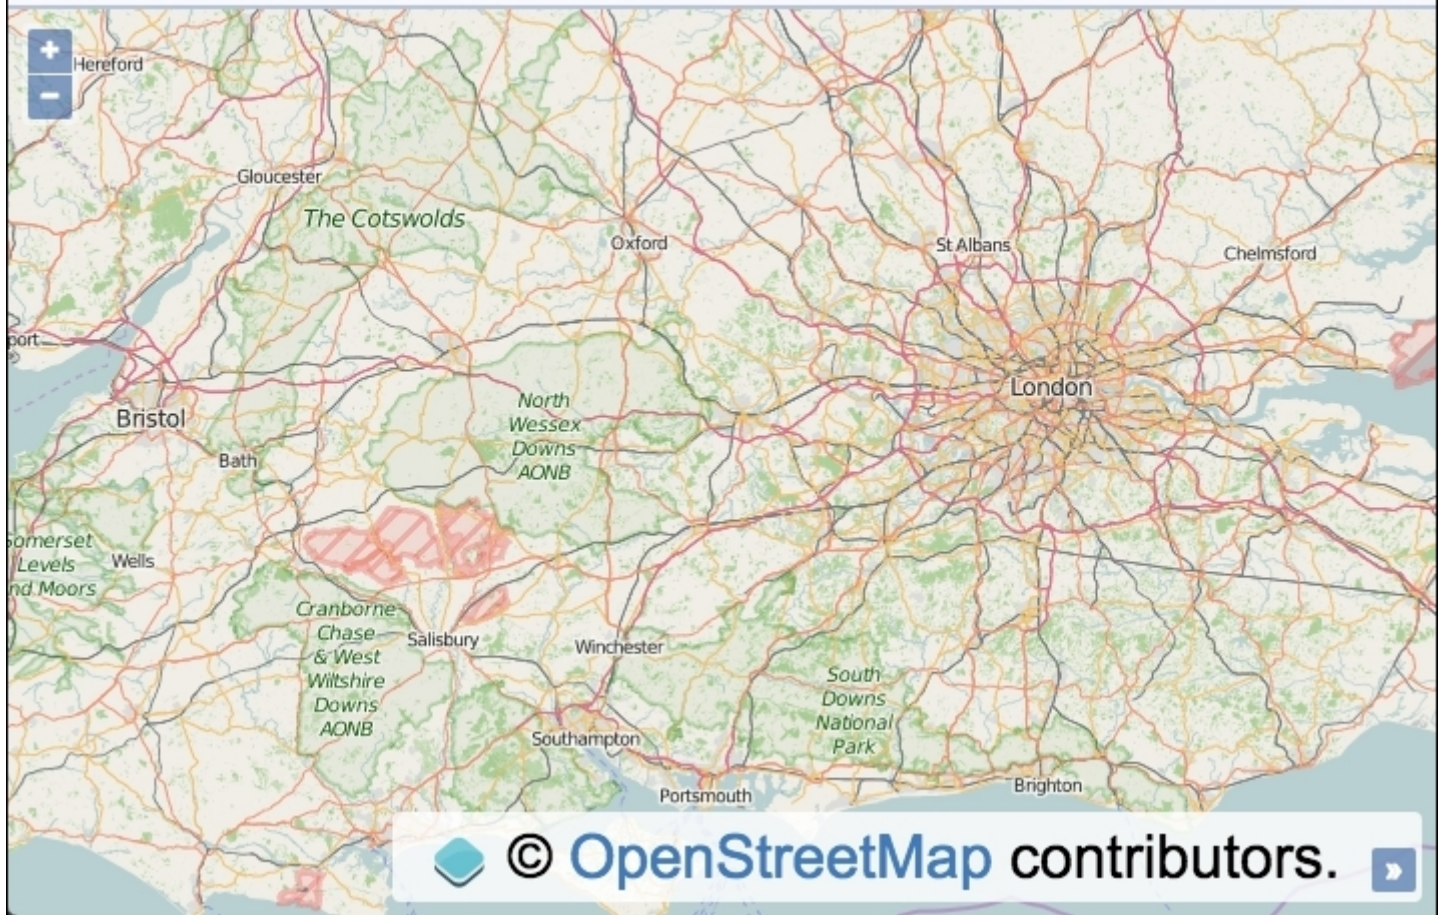 +
Hereford
−
Gloucester
The Cotswolds
Oxford
St Albans
Chelmsford
port
London
North
Wessex
Downs
AONB
Bristol
Bath
omerset
Levels
nd Moors
Wells
Cranborne
Chase
& West
Wiltshire
Downs
AONB
Salisbury
Winchester
South
Downs
National
Park
Southampton
Portsmouth
Brighton
© OpenStreetMap contributors.
»